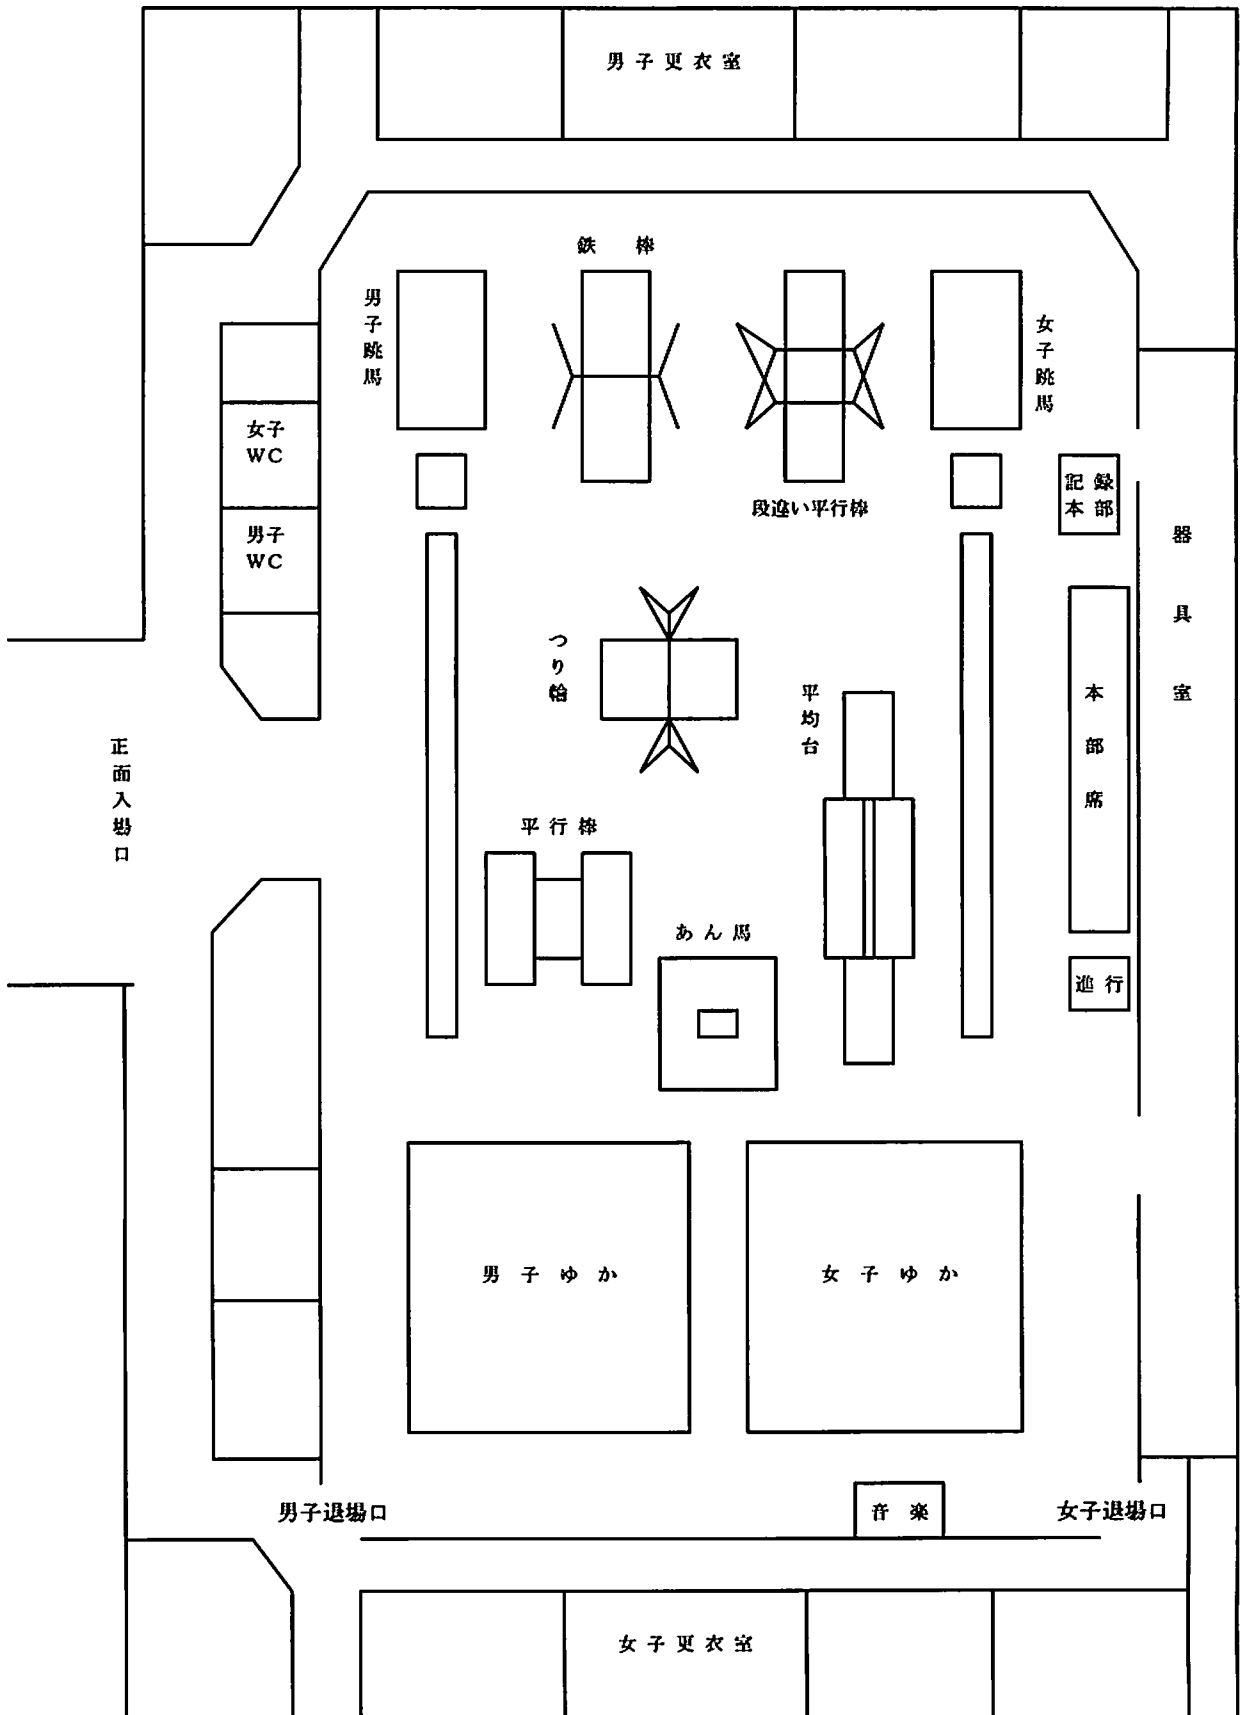 男子更衣室
鉄棒
男子跳馬
女子跳馬
女子
WC
段違い平行棒
記録
本部
男子
WC
器具室
つり輪
平均台
本部席
正面入場口
平行棒
あん馬
進行
男子ゆか
女子ゆか
男子退場口
音楽
女子退場口
女子更衣室